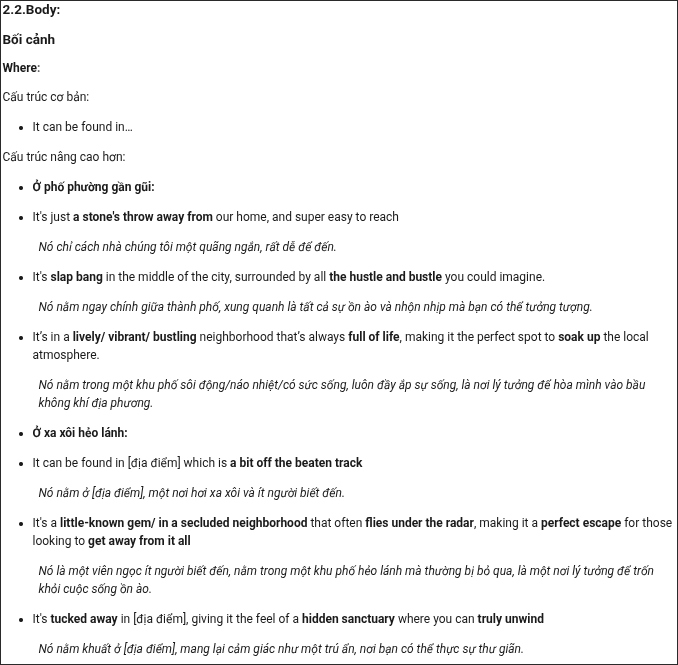 2.2.Body:
Bối cảnh
Where:
Cấu trúc cơ bản:
• It can be found in…
Cấu trúc nâng cao hơn:
• Ở phố phường gần gũi:
• It's just a stone's throw away from our home, and super easy to reach
Nó chỉ cách nhà chúng tôi một quãng ngắn, rất dễ để đến.
• It's slap bang in the middle of the city, surrounded by all the hustle and bustle you could imagine.
Nó nằm ngay chính giữa thành phố, xung quanh là tất cả sự ồn ào và nhộn nhịp mà bạn có thể tưởng tượng.
• It’s in a lively/ vibrant/ bustling neighborhood that’s always full of life, making it the perfect spot to soak up the local
atmosphere.
Nó nằm trong một khu phố sôi động/náo nhiệt/có sức sống, luôn đầy ắp sự sống, là nơi lý tưởng để hòa mình vào bầu
không khí địa phương.
• Ở xa xôi hẻo lánh:
• It can be found in [địa điểm] which is a bit off the beaten track
Nó nằm ở [địa điểm], một nơi hơi xa xôi và ít người biết đến.
• It's a little-known gem/ in a secluded neighborhood that often flies under the radar, making it a perfect escape for those
looking to get away from it all
Nó là một viên ngọc ít người biết đến, nằm trong một khu phố hẻo lánh mà thường bị bỏ qua, là một nơi lý tưởng để trốn
khỏi cuộc sống ồn ào.
• It's tucked away in [địa điểm], giving it the feel of a hidden sanctuary where you can truly unwind
Nó nằm khuất ở [địa điểm], mang lại cảm giác như một trú ẩn, nơi bạn có thể thực sự thư giãn.